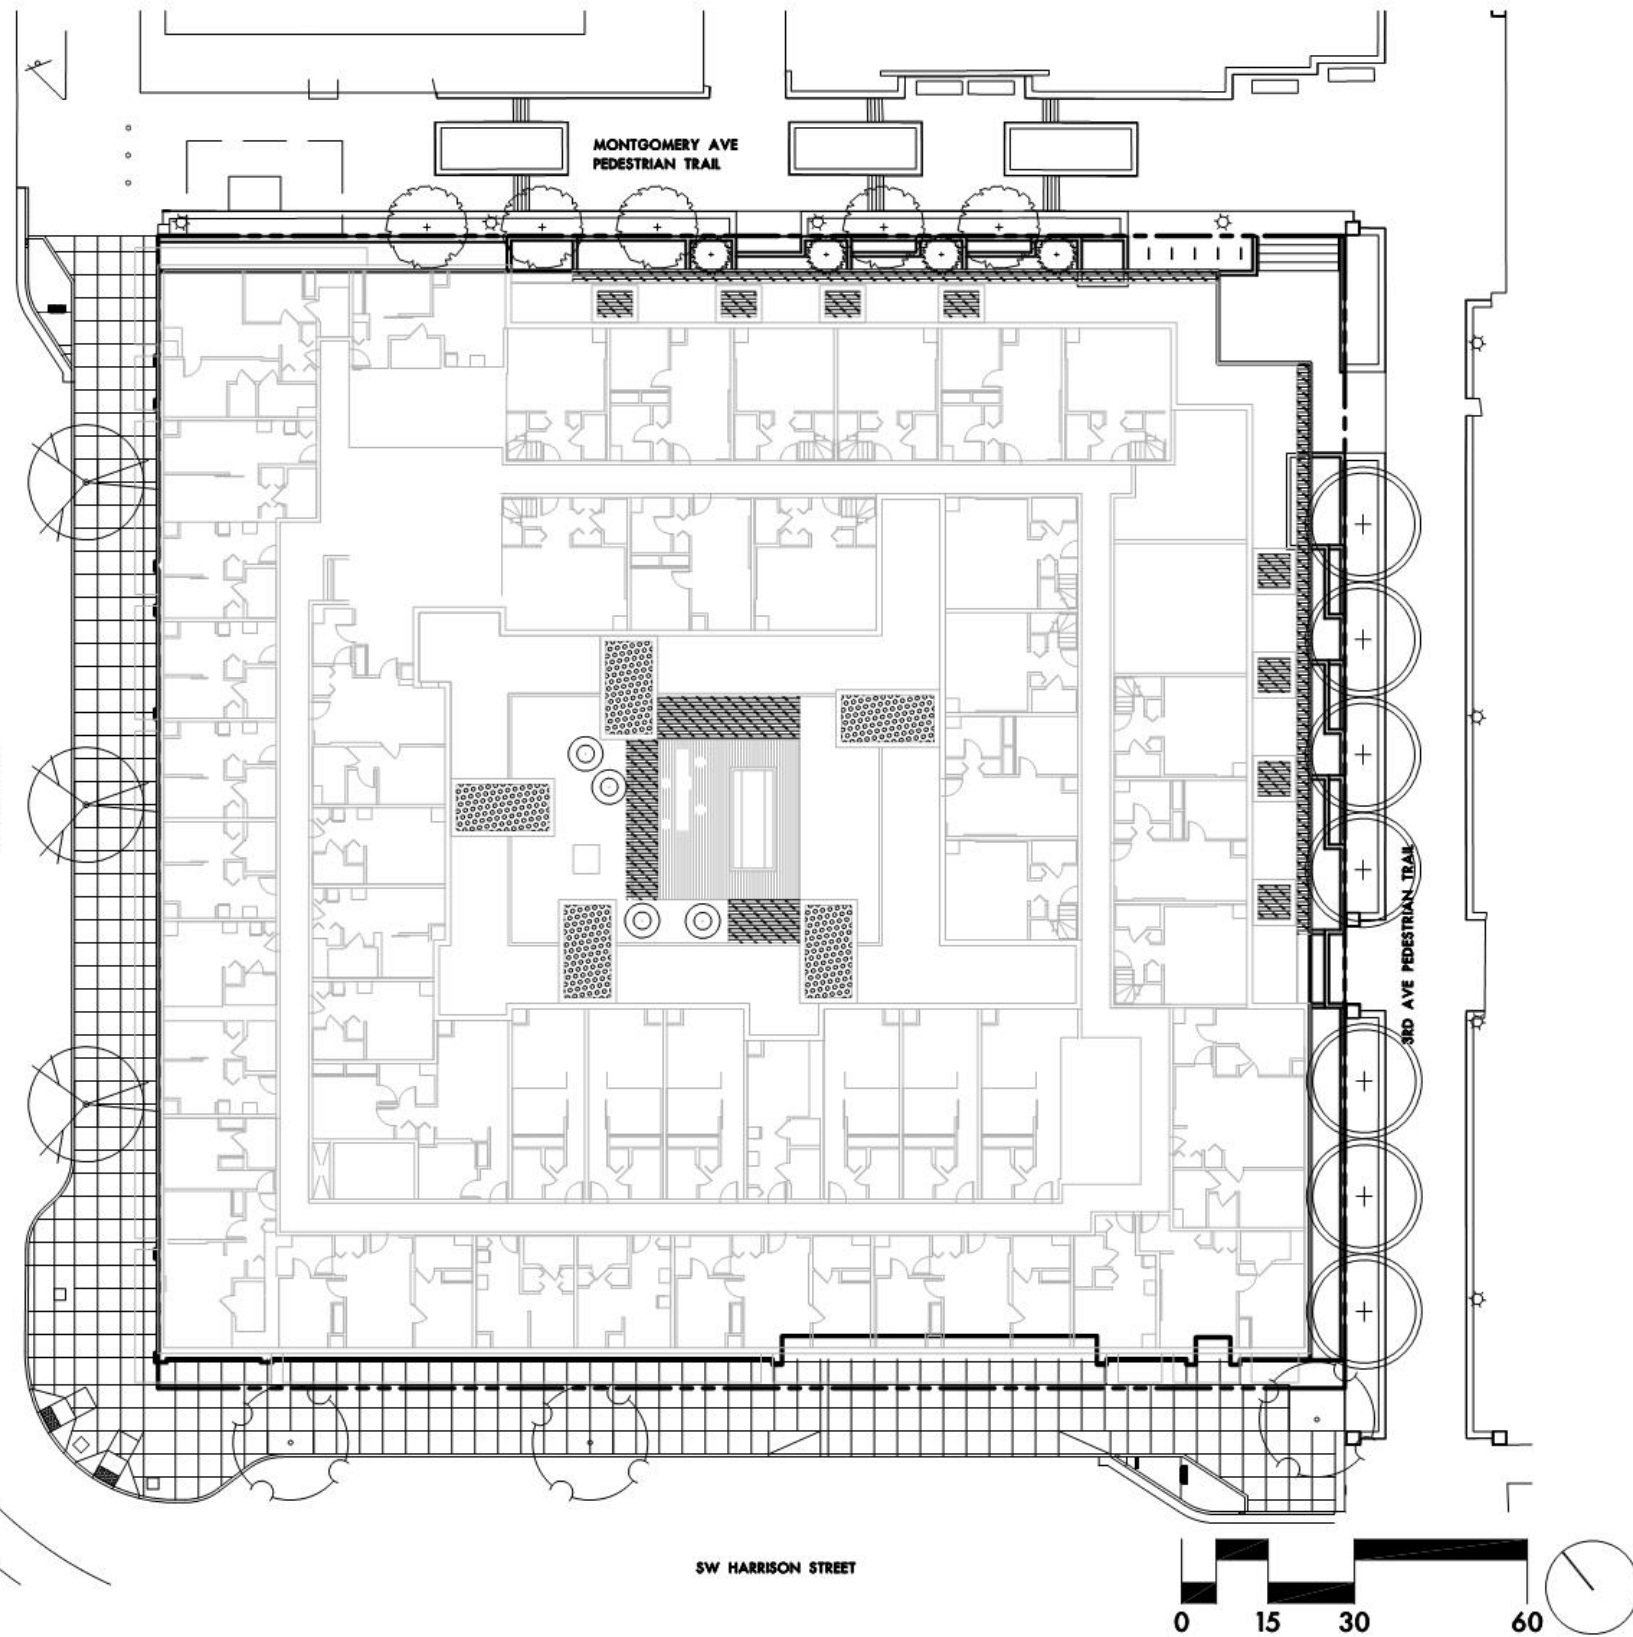 MONTGOMERY AVE
PEDESTRIAN TRAIL
3RD AVE PEDESTRIAN TRAIL
SW HARRISON STREET
0 15 30 60